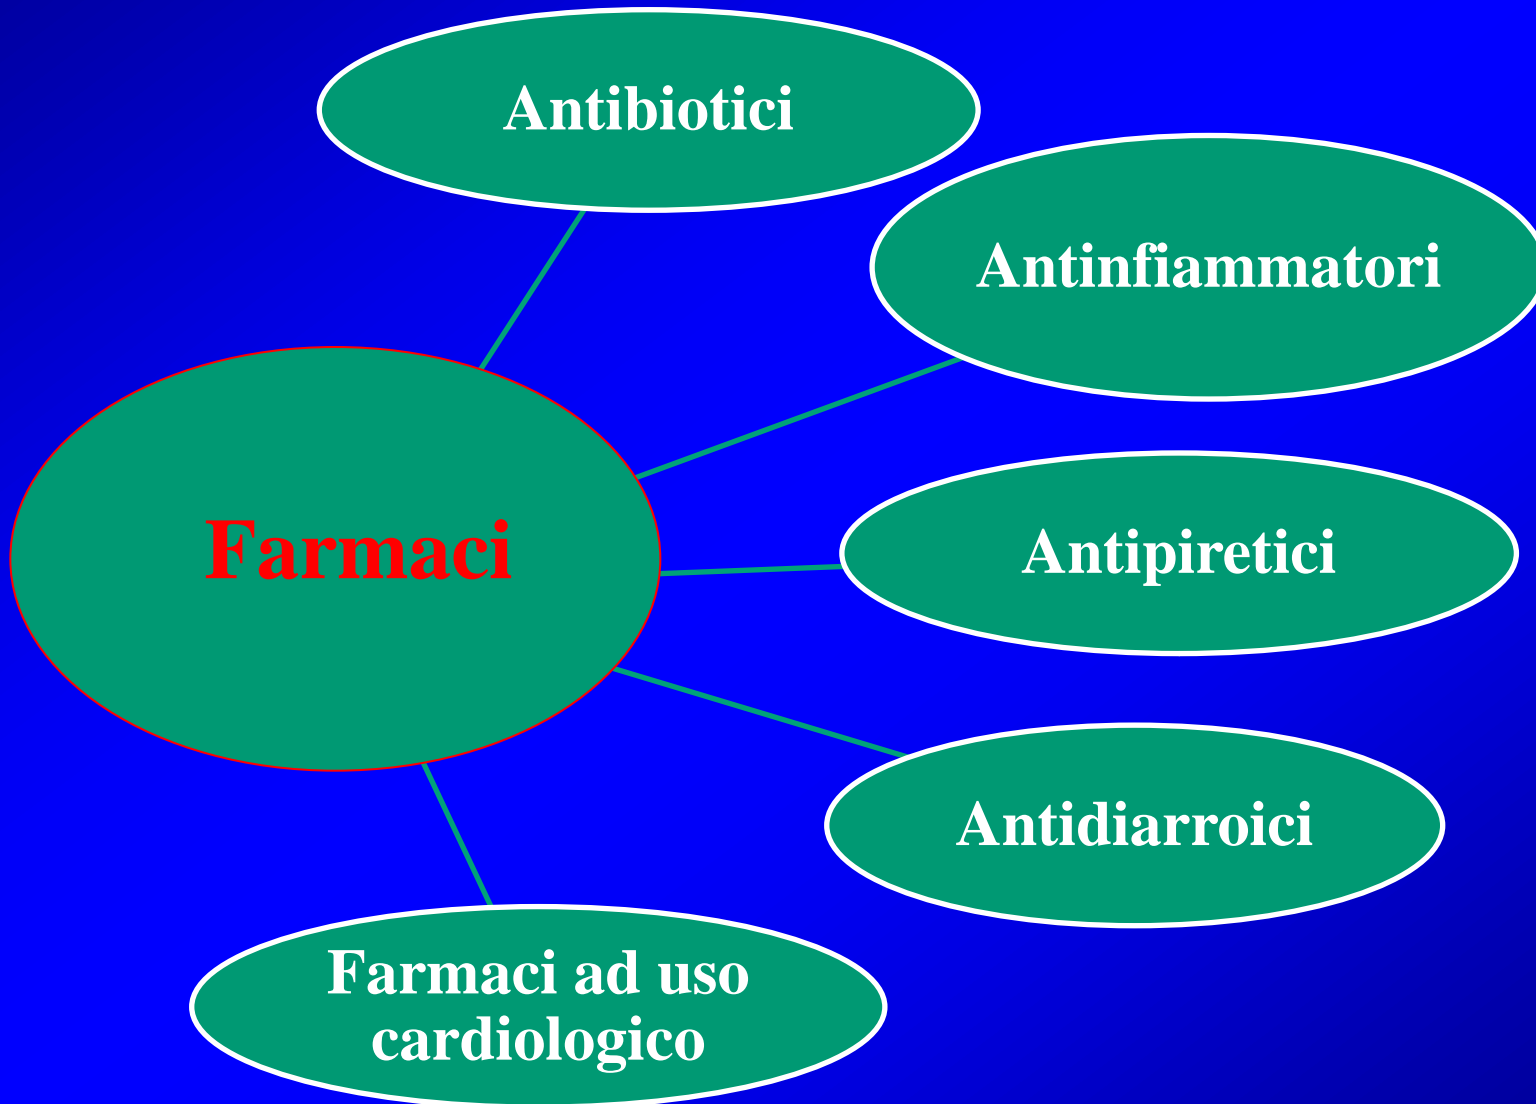 Antibiotici
Antinfiammatori
Farmaci
Antipiretici
Antidiarroici
Farmaci ad uso
cardiologico